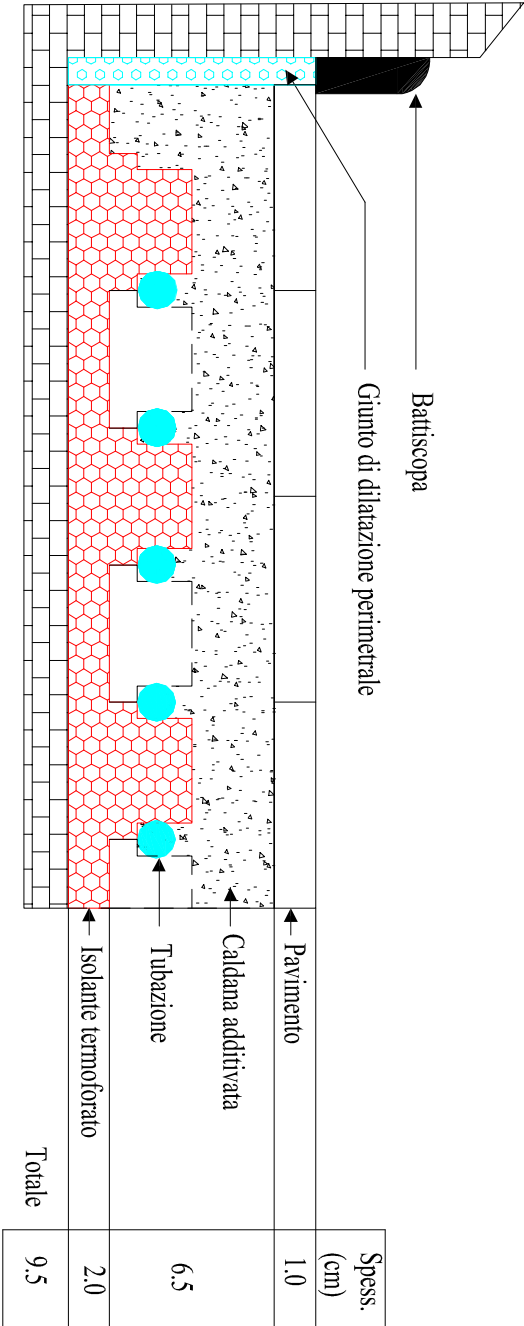 Battiscopa
Giunto di dilatazione perimetrale
Spess.
(cm)
Pavimento
1.0
Caldana additivata
6.5
Tubazione
Isolante termoforato
2.0
Totale
9.5